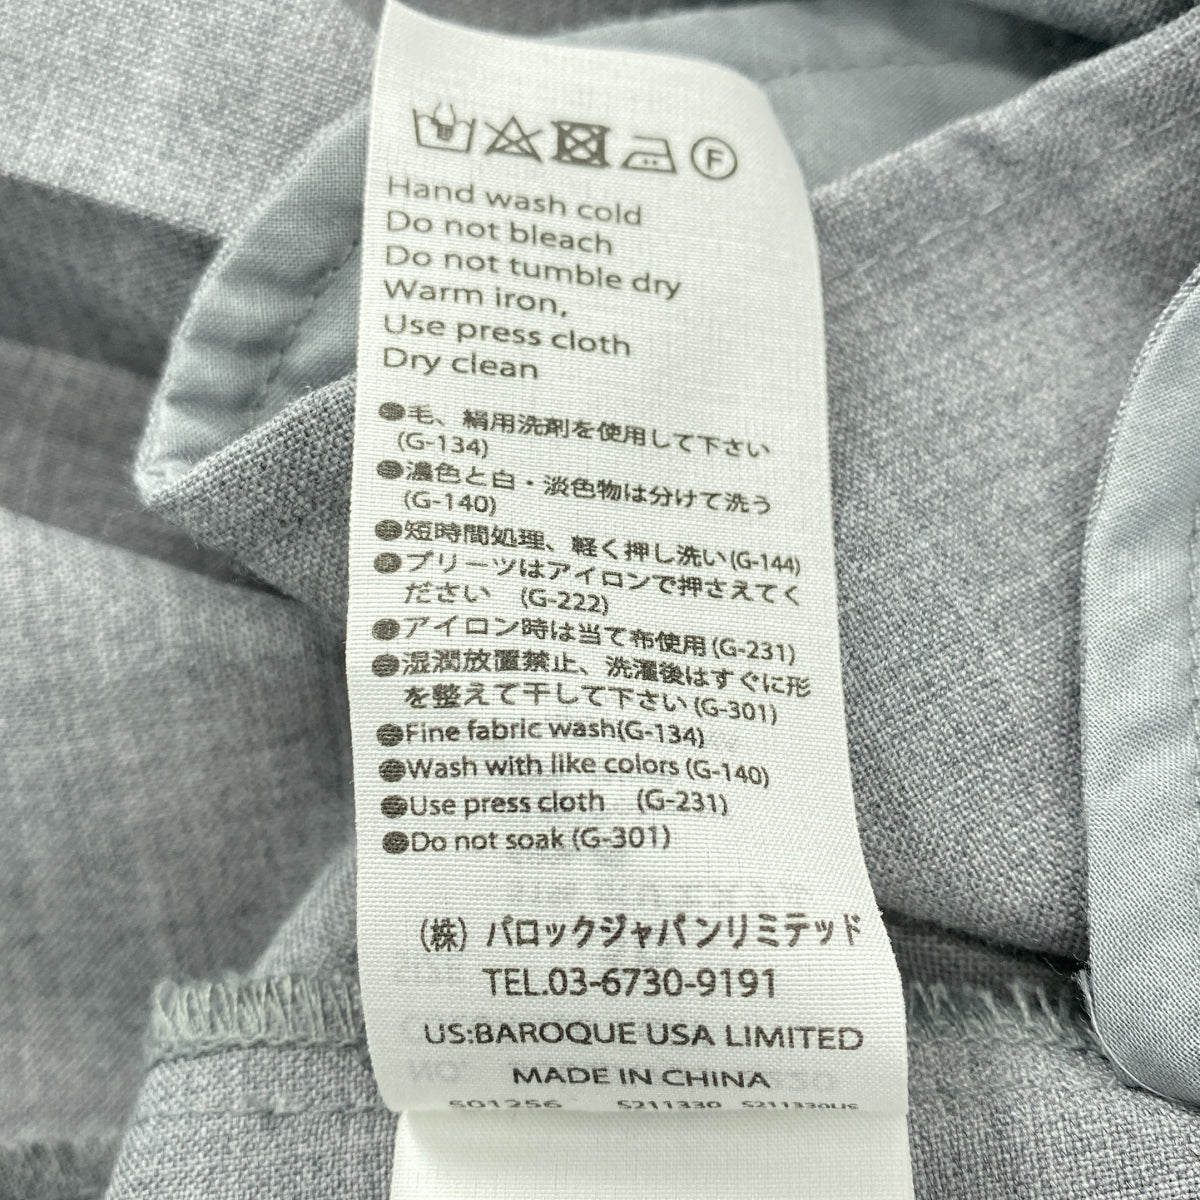 F
Hand wash cold
Do not bleach
Do not tumble dry
Warm iron,
Use press cloth
Dry clean
●毛、絹用洗剤を使用して下さい
(G-134)
●濃色と白・淡色物は分けて洗う
(G-140)
●短時間処理、軽く押し洗い(G-144)
●プリーツはアイロンで押さえてく
ださい (G-222)
●アイロン時は当て布使用(G-231)
●湿潤放置禁止、洗濯後はすぐに形
を整えて干して下さい(G-301)
●Fine fabric wash(G-134)
●Wash with like colors (G-140)
●Use press cloth (G-231)
●Do not soak (G-301)
(株) バロックジャパンリミテッド
TEL.03-6730-9191
US:BAROQUE USA LIMITED
MADE IN CHINA
601256 S211330 S211330US